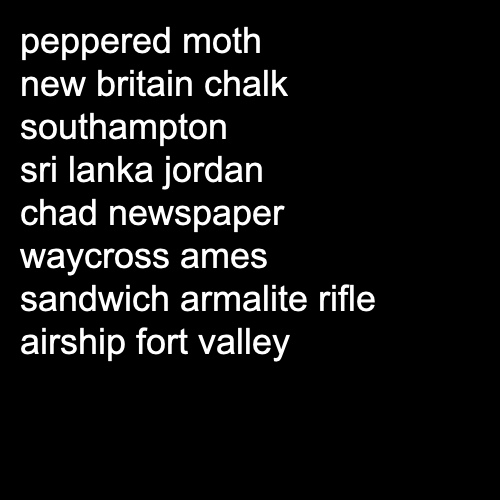 peppered moth
new britain chalk
southampton
sri lanka jordan
chad newspaper
waycross ames
sandwich armalite rifle
airship fort valley